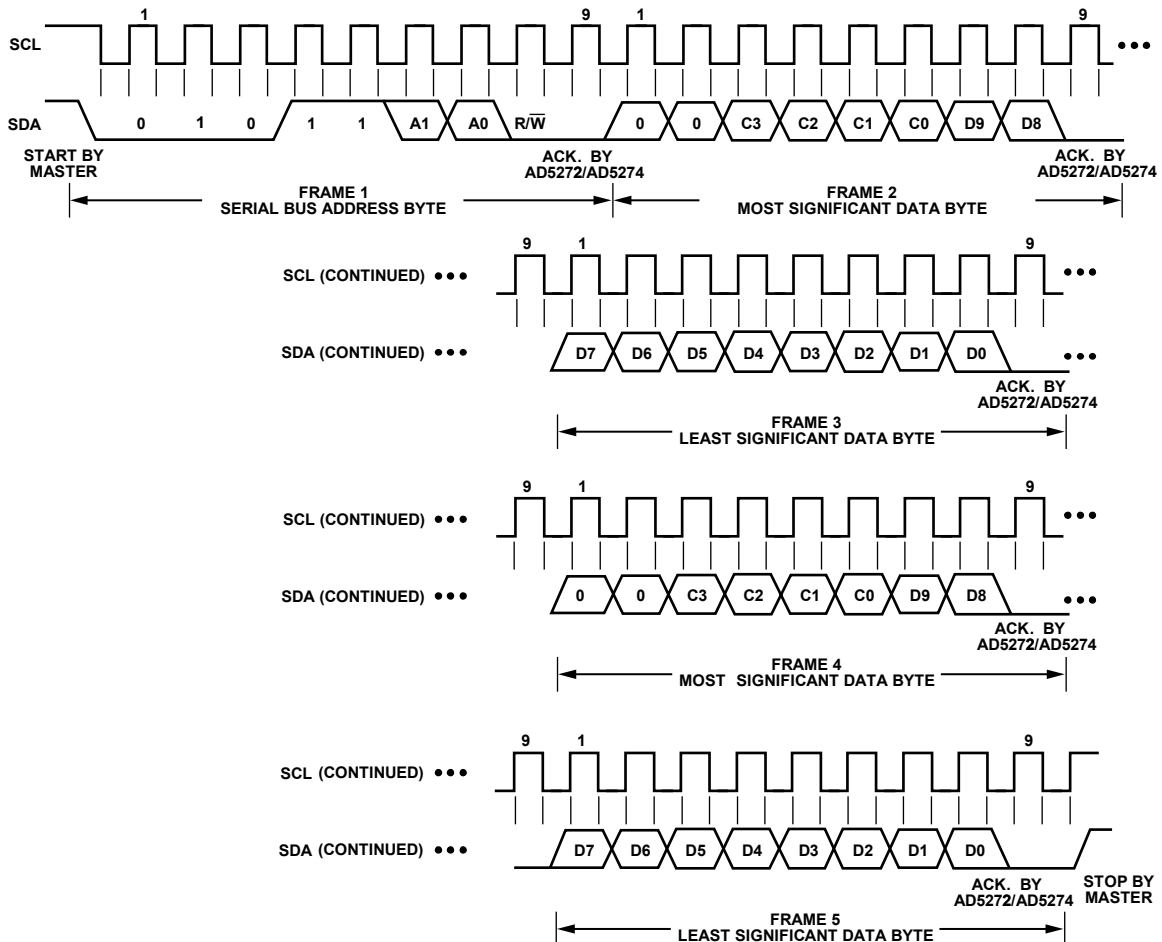 1 9 1 9
SCL •••
SDA 0 1 0 1 1 A1 A0 R/W̅ 0 0 C3 C2 C1 C0 D9 D8
START BY MASTER
ACK. BY AD5272/AD5274
ACK. BY AD5272/AD5274
FRAME 1
SERIAL BUS ADDRESS BYTE
FRAME 2
MOST SIGNIFICANT DATA BYTE
9 1 9
SCL (CONTINUED) ••• •••
SDA (CONTINUED) ••• D7 D6 D5 D4 D3 D2 D1 D0 •••
ACK. BY
AD5272/AD5274
FRAME 3
LEAST SIGNIFICANT DATA BYTE
9 1 9
SCL (CONTINUED) ••• •••
SDA (CONTINUED) ••• 0 0 C3 C2 C1 C0 D9 D8 •••
ACK. BY
AD5272/AD5274
FRAME 4
MOST SIGNIFICANT DATA BYTE
9 1 9
SCL (CONTINUED) •••
SDA (CONTINUED) ••• D7 D6 D5 D4 D3 D2 D1 D0
ACK. BY
AD5272/AD5274
STOP BY
MASTER
FRAME 5
LEAST SIGNIFICANT DATA BYTE